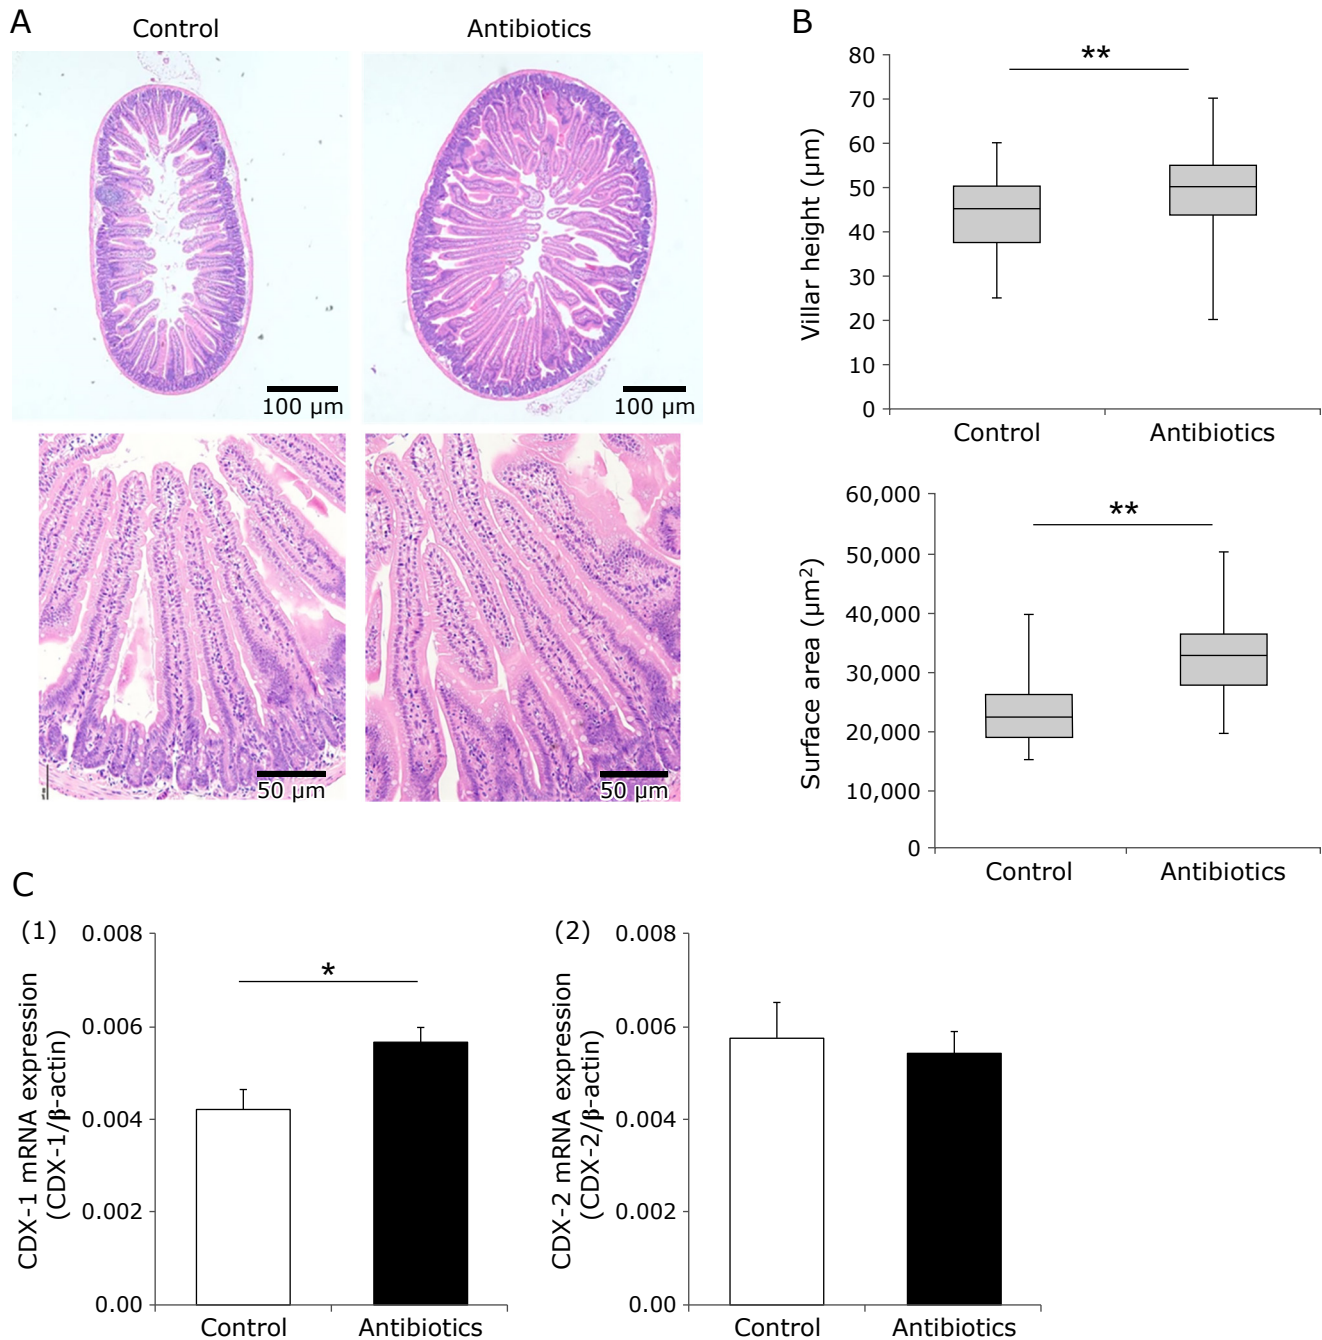 A
Control
Antibiotics
100 µm
100 µm
50 µm
50 µm
B
Villar height (µm)
80
70
60
50
40
30
20
10
0
**
Control
Antibiotics
Surface area (µm²)
60,000
50,000
40,000
30,000
20,000
10,000
0
**
Control
Antibiotics
C
(1)
CDX-1 mRNA expression
(CDX-1/β-actin)
0.008
0.006
0.004
0.002
0.00
*
Control
Antibiotics
(2)
CDX-2 mRNA expression
(CDX-2/β-actin)
0.008
0.006
0.004
0.002
0.00
Control
Antibiotics